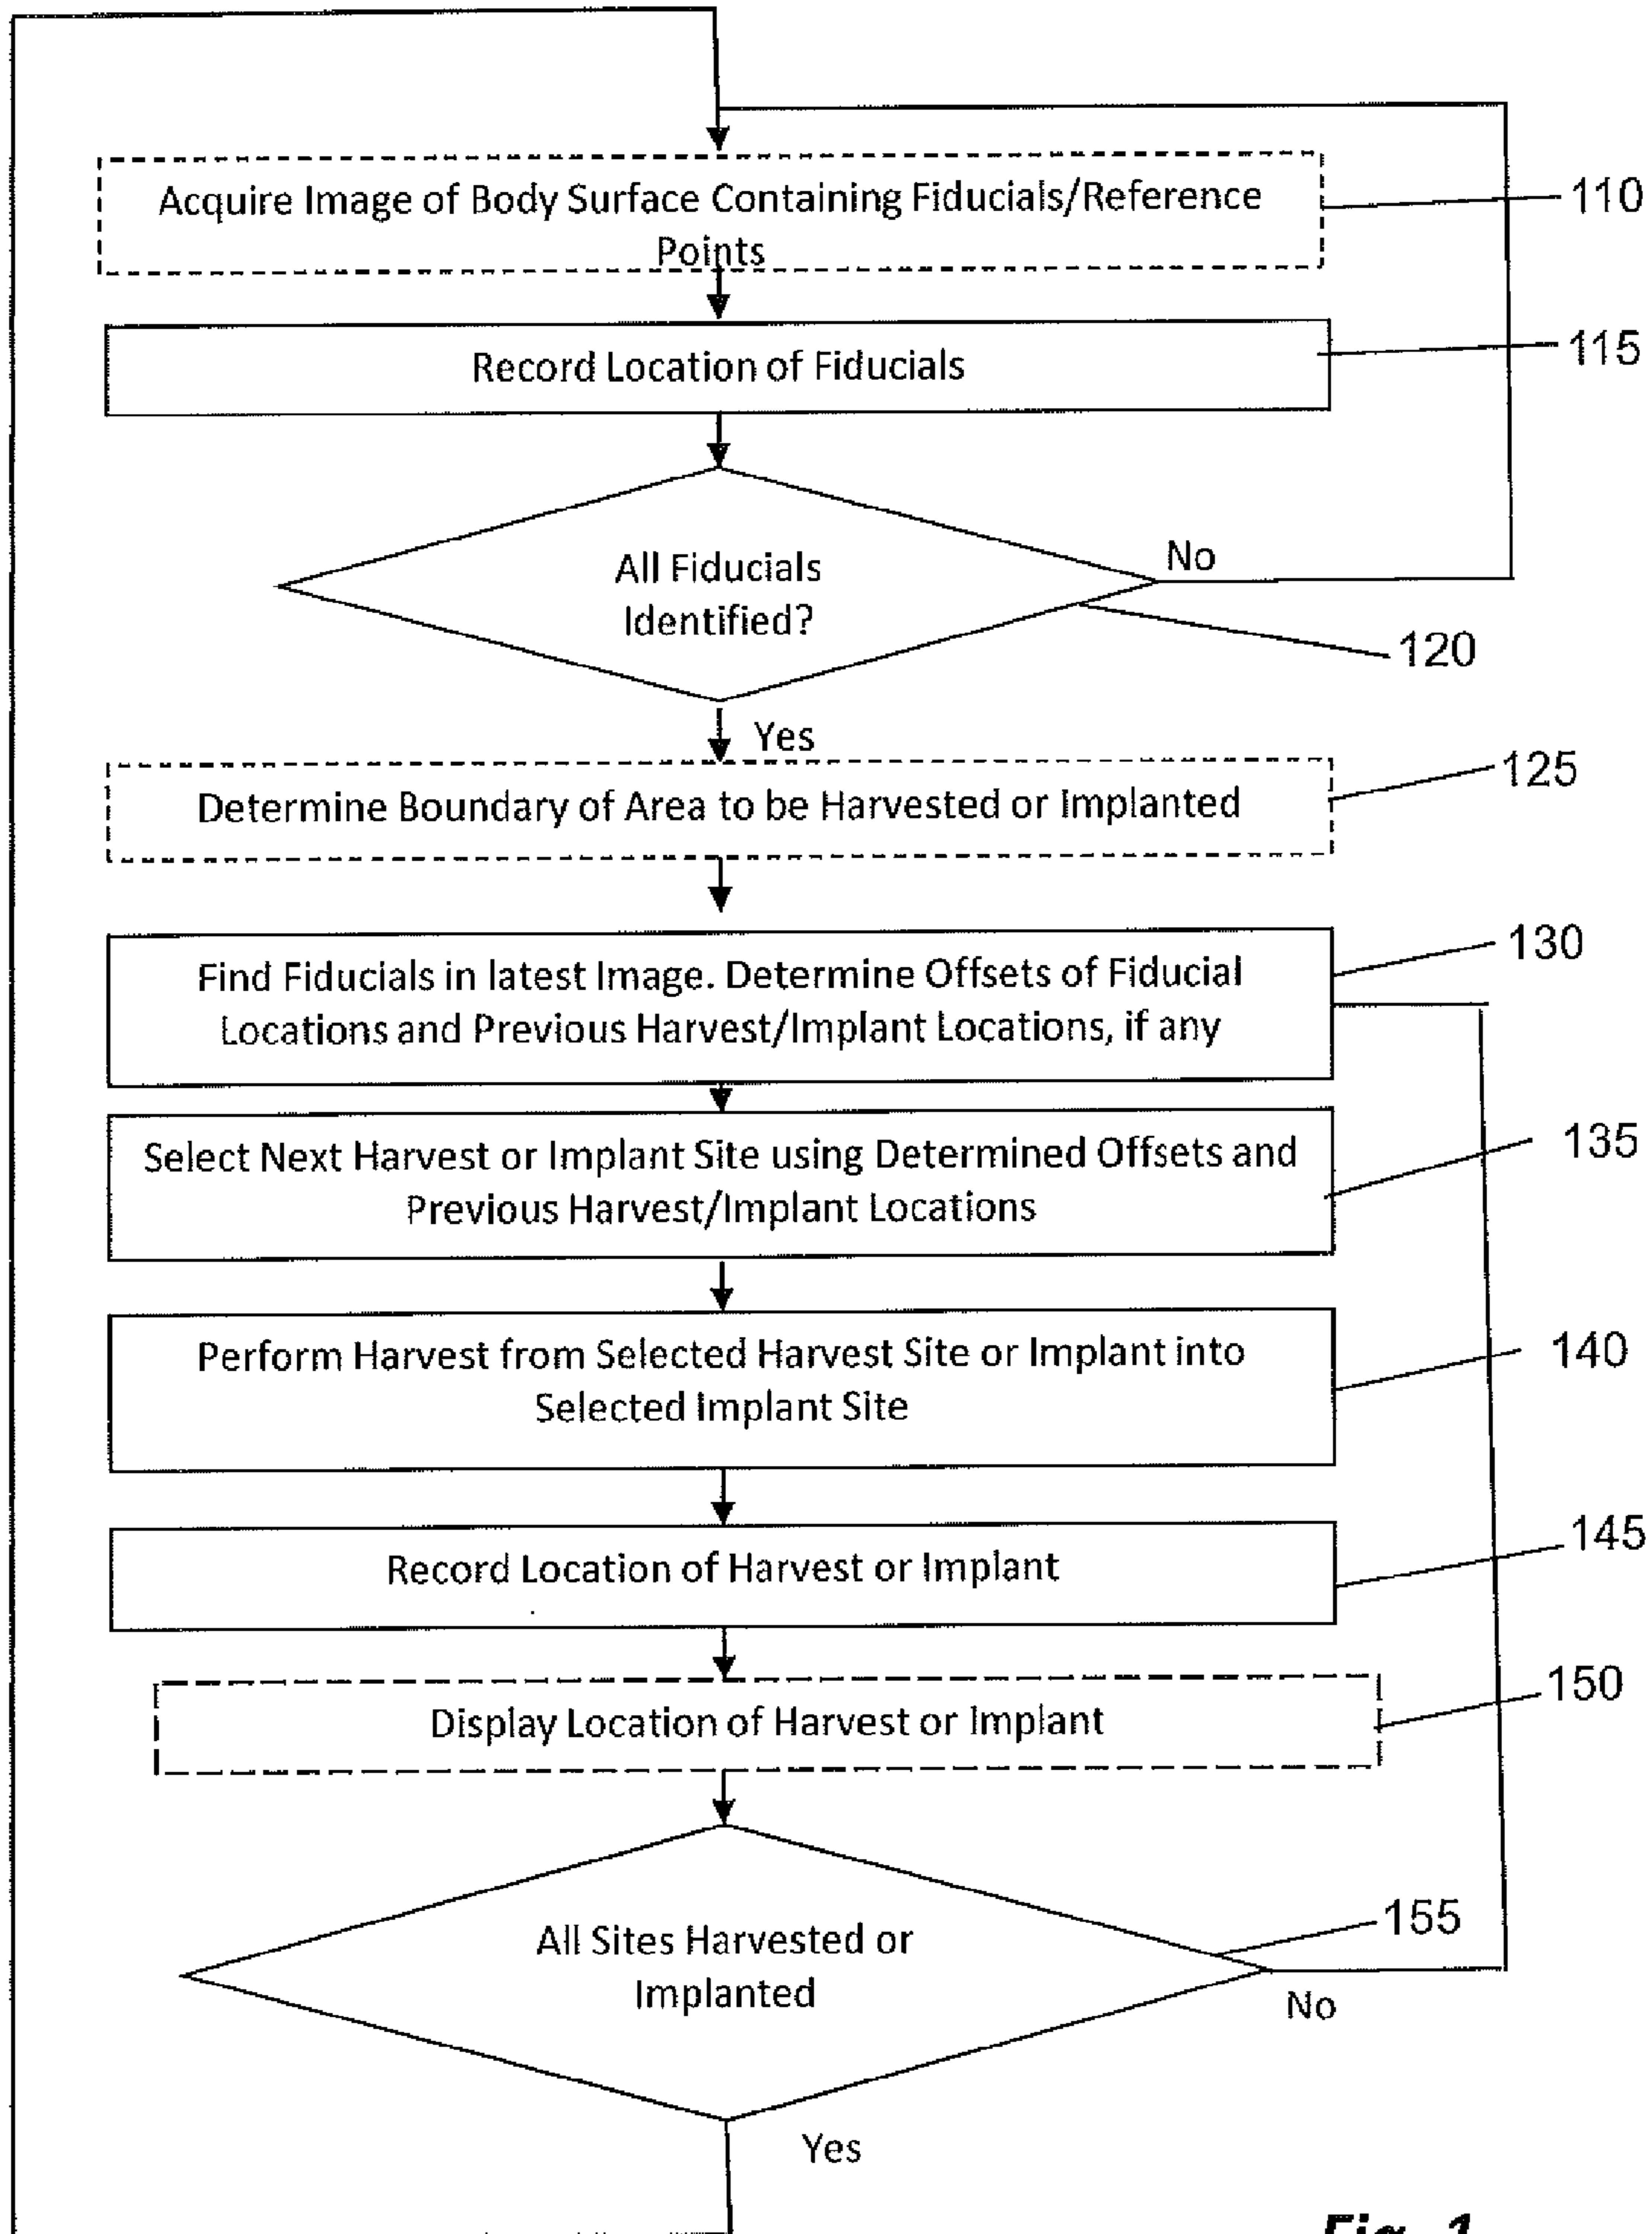 Acquire Image of Body Surface Containing Fiducials/Reference
Points
110
Record Location of Fiducials
115
All Fiducials
Identified?
No
120
Yes
Determine Boundary of Area to be Harvested or Implanted
125
Find Fiducials in latest Image. Determine Offsets of Fiducial
Locations and Previous Harvest/Implant Locations, if any
130
Select Next Harvest or Implant Site using Determined Offsets and
Previous Harvest/Implant Locations
135
Perform Harvest from Selected Harvest Site or Implant into
Selected Implant Site
140
Record Location of Harvest or Implant
145
Display Location of Harvest or Implant
150
All Sites Harvested or
Implanted
155
No
Yes
Fig. 1